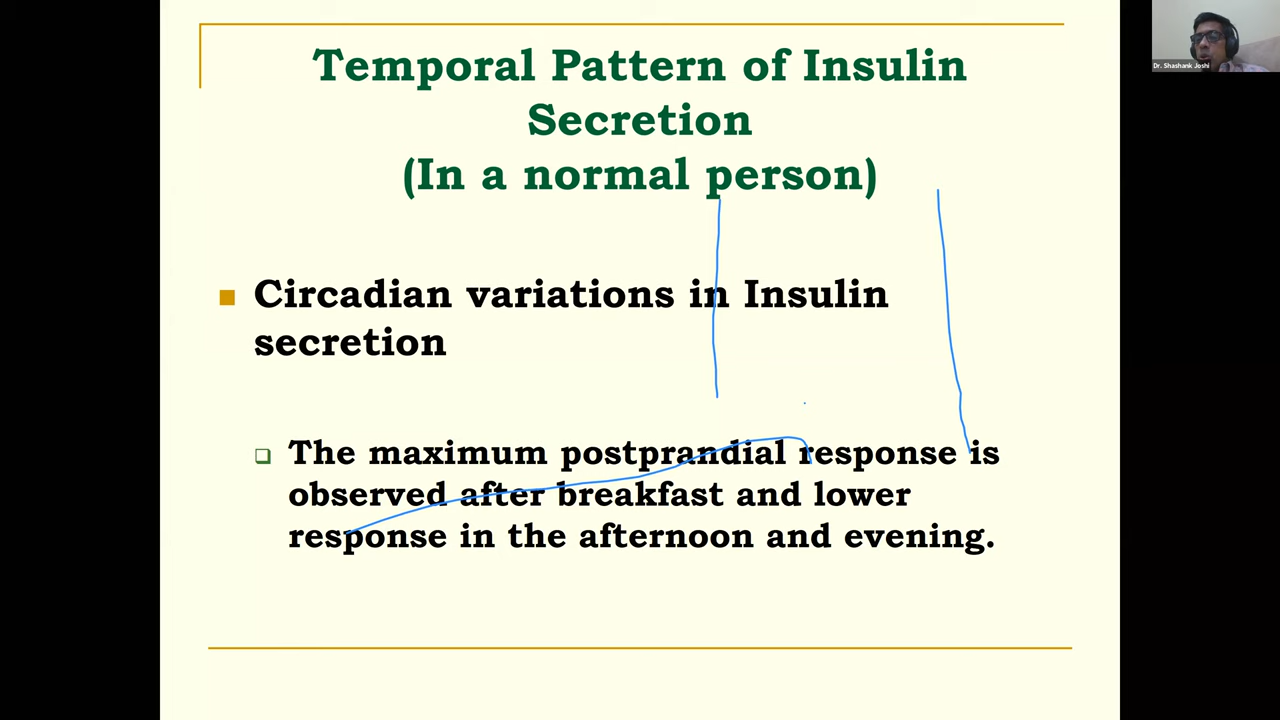 Temporal Pattern of Insulin
Secretion
(In a normal person)
Circadian variations in Insulin
secretion
The maximum postprandial response is
observed after breakfast and lower
response in the afternoon and evening.
Dr. Shashank Joshi